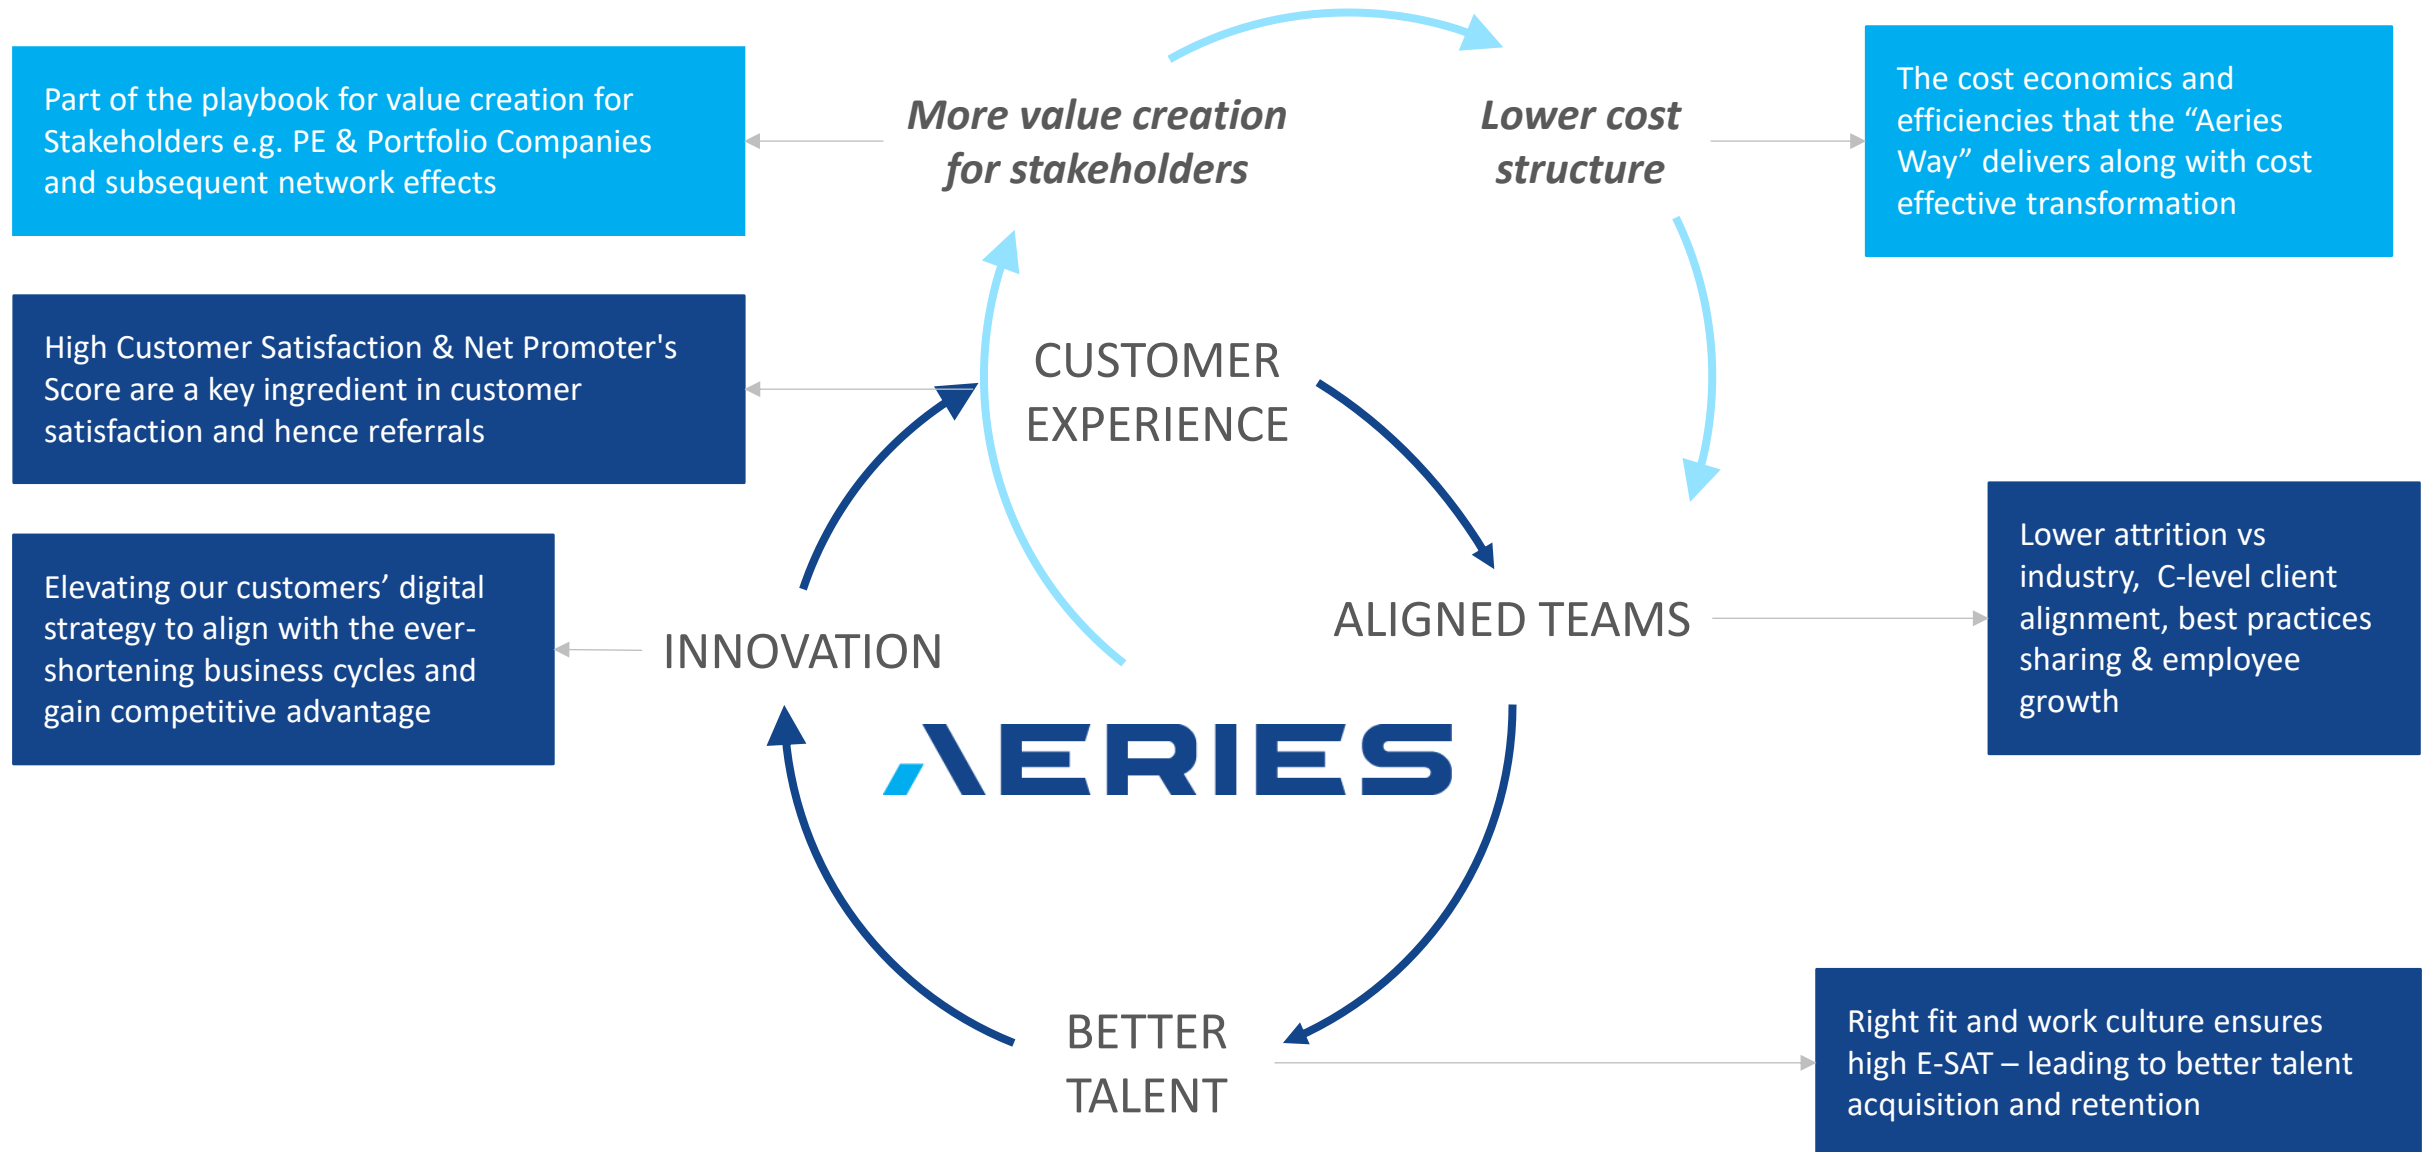 Part of the playbook for value creation for
Stakeholders e.g. PE & Portfolio Companies
and subsequent network effects
More value creation
for stakeholders
Lower cost
structure
The cost economics and
efficiencies that the “Aeries
Way” delivers along with cost
effective transformation
High Customer Satisfaction & Net Promoter's
Score are a key ingredient in customer
satisfaction and hence referrals
CUSTOMER
EXPERIENCE
Elevating our customers’ digital
strategy to align with the ever-
shortening business cycles and
gain competitive advantage
INNOVATION
ALIGNED TEAMS
Lower attrition vs
industry,  C-level client
alignment, best practices
sharing & employee
growth
AERIES
BETTER
TALENT
Right fit and work culture ensures
high E-SAT – leading to better talent
acquisition and retention